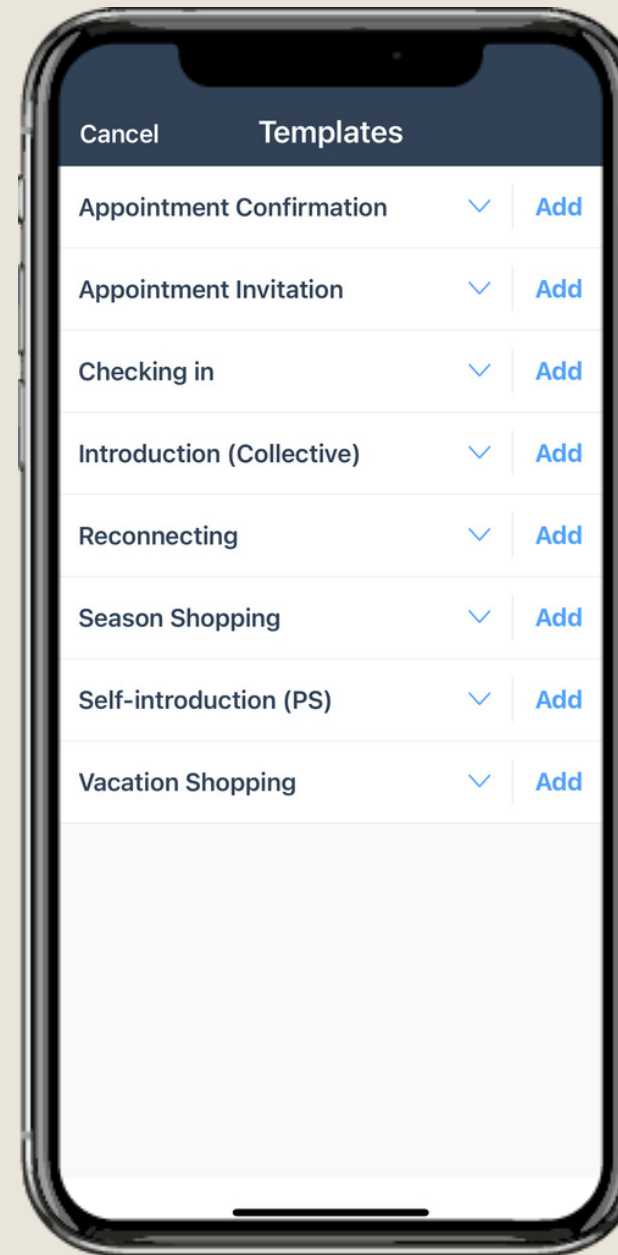 Cancel Templates
Appointment Confirmation Add
Appointment Invitation Add
Checking in Add
Introduction (Collective) Add
Reconnecting Add
Season Shopping Add
Self-introduction (PS) Add
Vacation Shopping Add